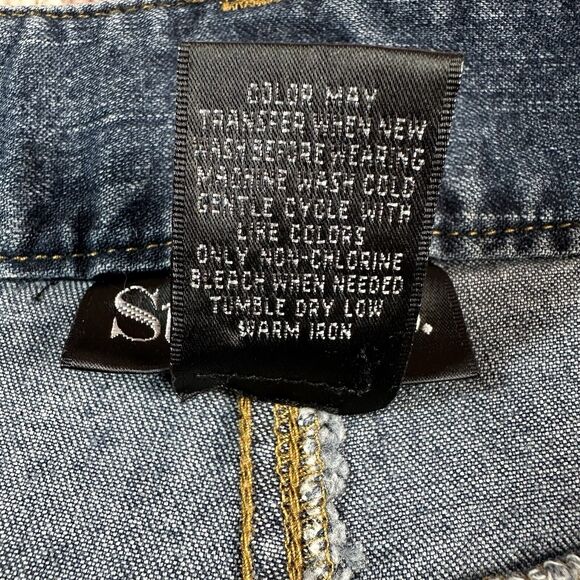 COLOR MAY
TRANSFER WHEN NEW
WASH BEFORE WEARING
MACHINE WASH COLD
GENTLE CYCLE WITH
LIKE COLORS
ONLY NON-CHLORINE
BLEACH WHEN NEEDED
TUMBLE DRY LOW
WARM IRON